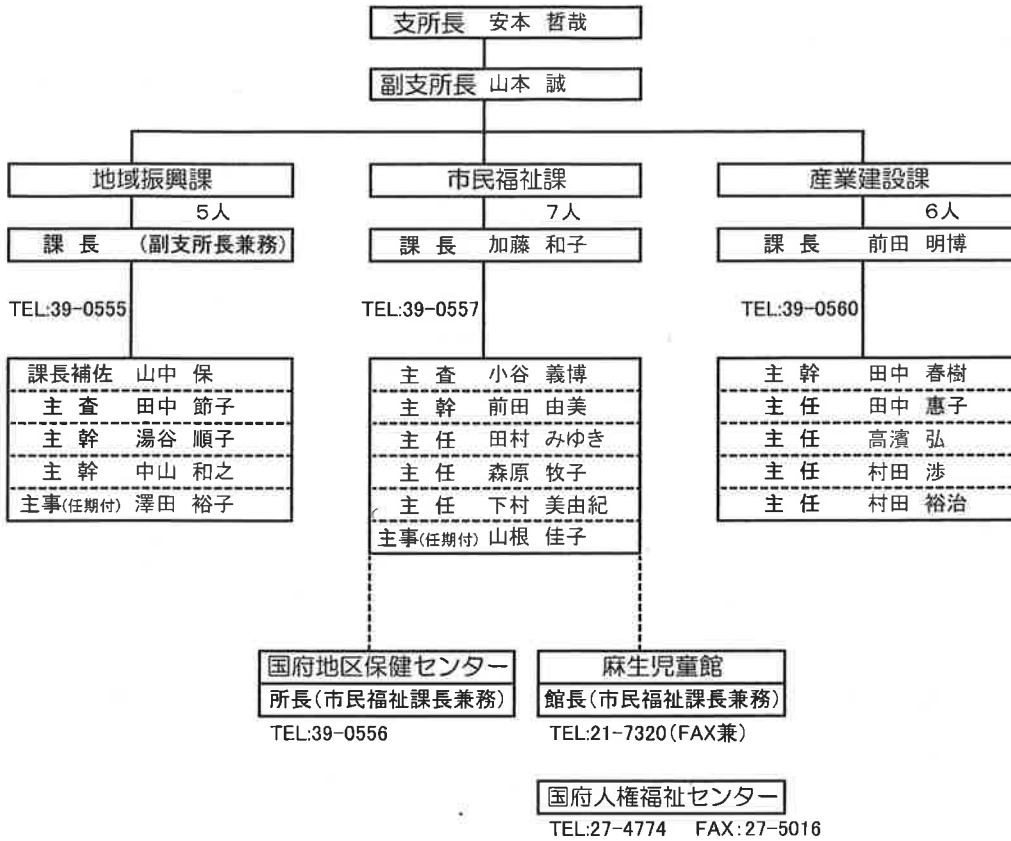 支所長 安本 哲哉
副支所長 山本 誠
地域振興課
5人
課 長 (副支所長兼務)
TEL:39-0555
課長補佐 山中 保
主 査 田中 節子
主 幹 湯谷 順子
主 幹 中山 和之
主事(任期付) 澤田 裕子
市民福祉課
7人
課 長 加藤 和子
TEL:39-0557
主 査 小谷 義博
主 幹 前田 由美
主 任 田村 みゆき
主 任 森原 牧子
主 任 下村 美由紀
主事(任期付) 山根 佳子
産業建設課
6人
課 長 前田 明博
TEL:39-0560
主 幹 田中 春樹
主 任 田中 惠子
主 任 高濱 弘
主 任 村田 渉
主 任 村田 裕治
国府地区保健センター
所長(市民福祉課長兼務)
TEL:39-0556
麻生児童館
館長(市民福祉課長兼務)
TEL:21-7320(FAX兼)
国府人権福祉センター
TEL:27-4774 FAX:27-5016